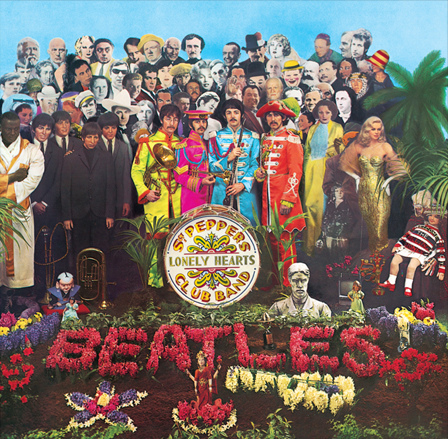 SGT. PEPPERS
LONELY HEARTS
CLUB BAND
BEATLES